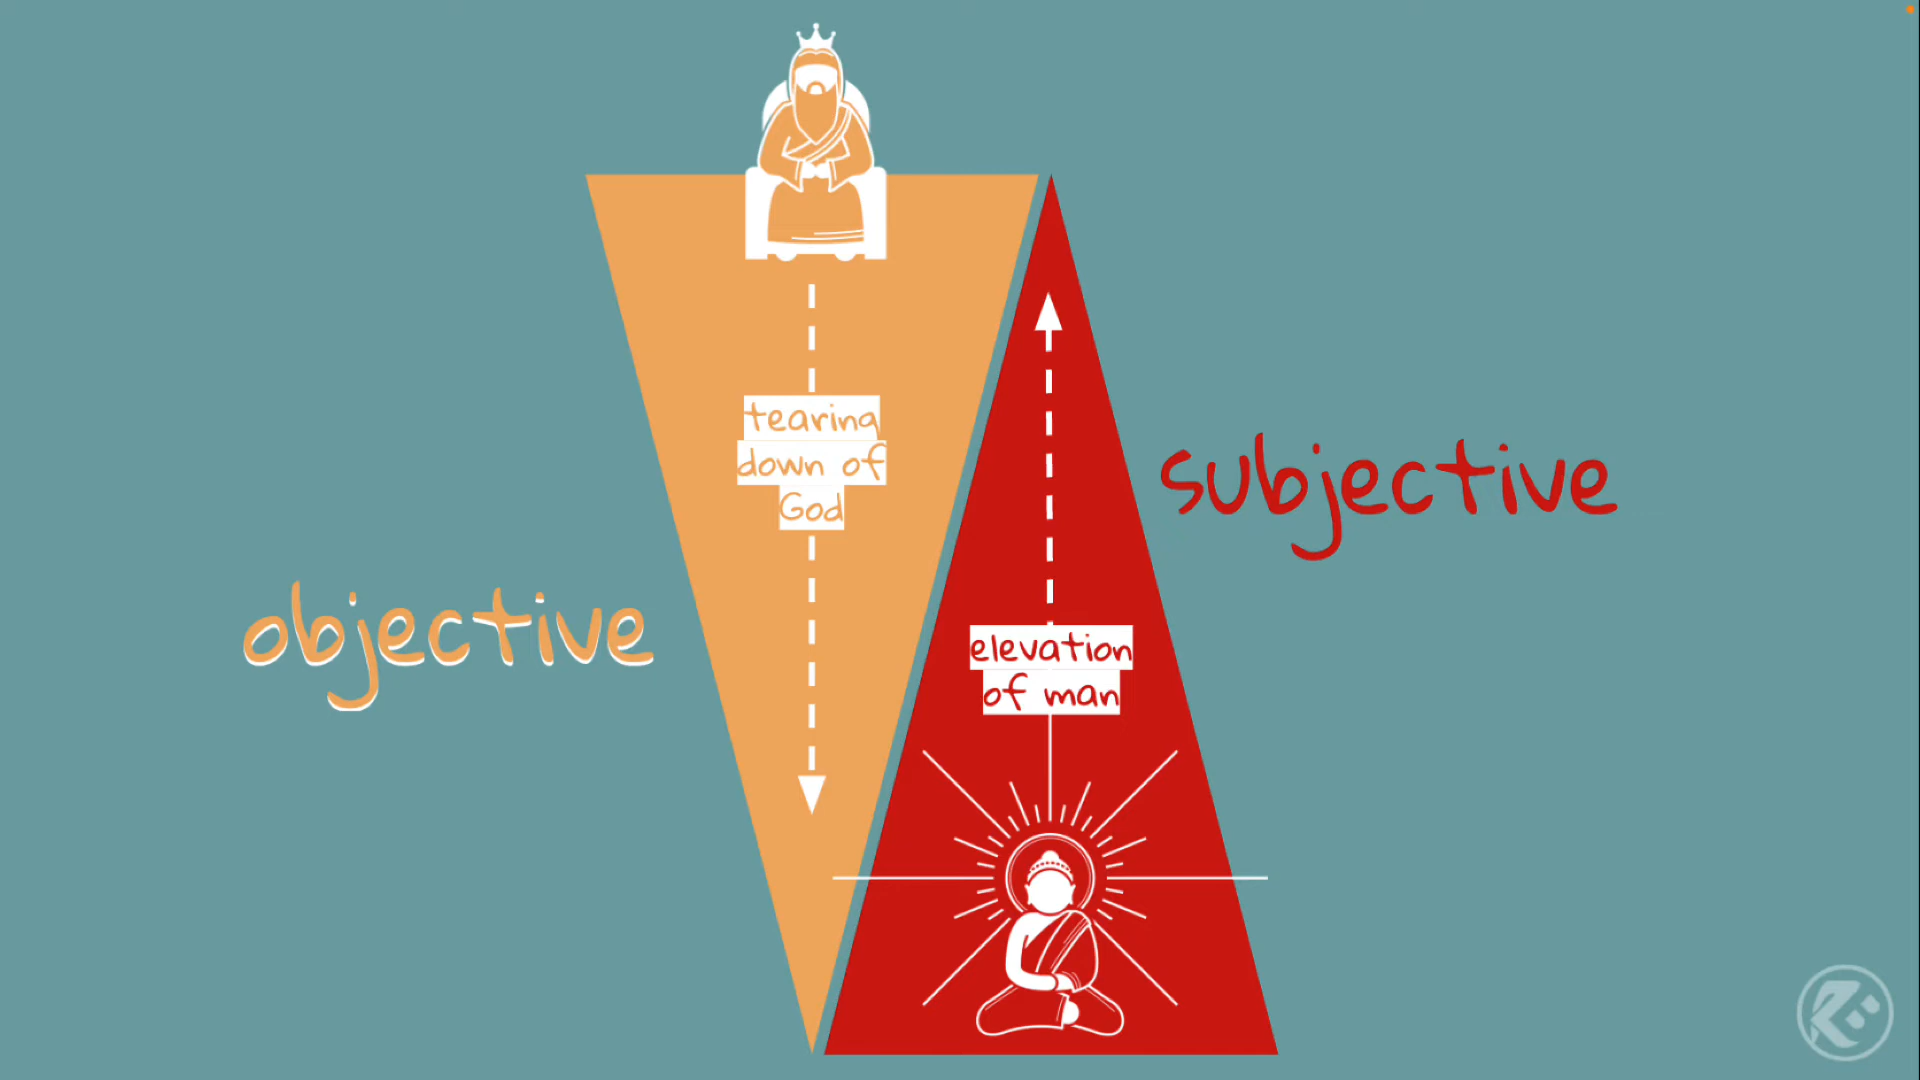 tearing
down of
God
objective
subjective
elevation
of man